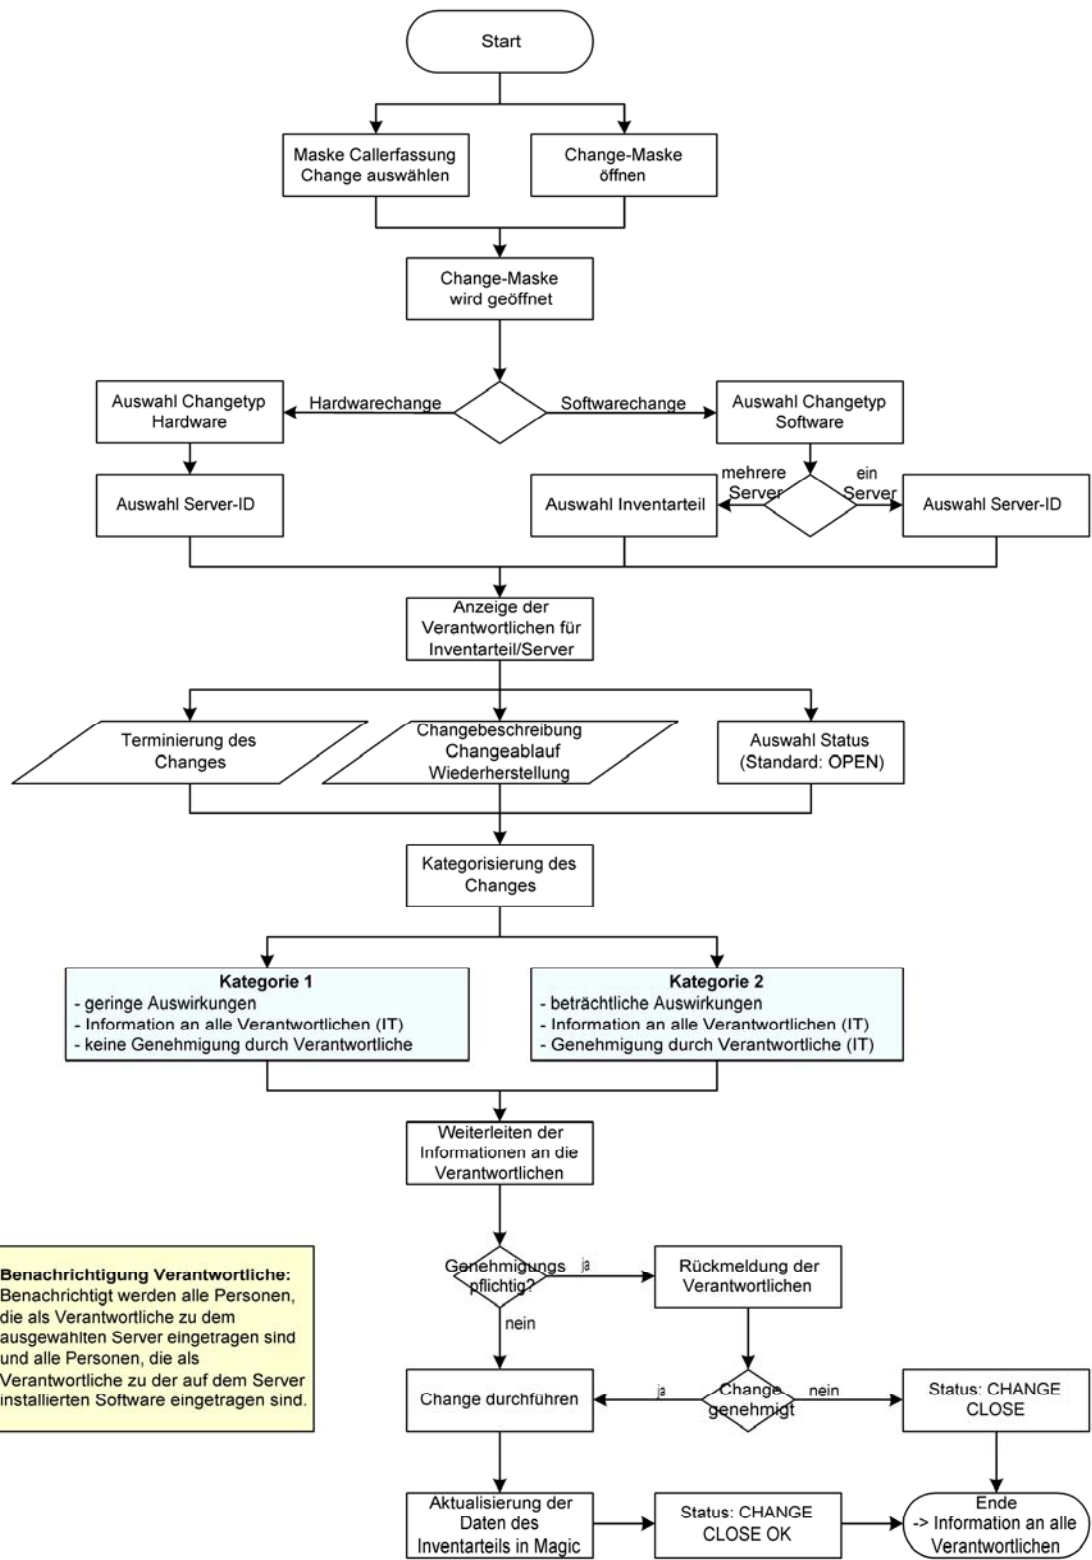 Start
Maske Callerfassung
Change auswählen
Change-Maske
öffnen
Change-Maske
wird geöffnet
Auswahl Changetyp
Hardware
Hardwarechange
Softwarechange
Auswahl Changetyp
Software
Auswahl Server-ID
Auswahl Inventarteil
mehrere
Server
ein
Server
Auswahl Server-ID
Anzeige der
Verantwortlichen für
Inventarteil/Server
Terminierung des
Changes
Changebeschreibung
Changeablauf
Wiederherstellung
Auswahl Status
(Standard: OPEN)
Kategorisierung des
Changes
Kategorie 1
- geringe Auswirkungen
- Information an alle Verantwortlichen (IT)
- keine Genehmigung durch Verantwortliche
Kategorie 2
- beträchtliche Auswirkungen
- Information an alle Verantwortlichen (IT)
- Genehmigung durch Verantwortliche (IT)
Weiterleiten der
Informationen an die
Verantwortlichen
Benachrichtigung Verantwortliche:
Benachrichtigt werden alle Personen,
die als Verantwortliche zu dem
ausgewählten Server eingetragen sind
und alle Personen, die als
Verantwortliche zu der auf dem Server
installierten Software eingetragen sind.
Genehmigungs
pflichtig?
ja
nein
Rückmeldung der
Verantwortlichen
Change durchführen
ja
Change
genehmigt
nein
Status: CHANGE
CLOSE
Aktualisierung der
Daten des
Inventarteils in Magic
Status: CHANGE
CLOSE OK
Ende
-> Information an alle
Verantwortlichen